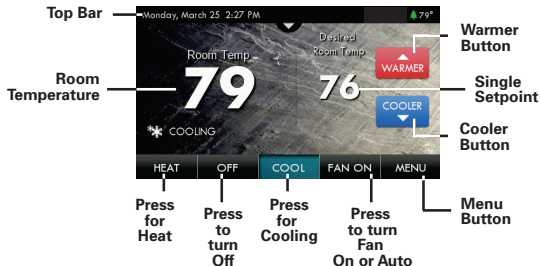 Top Bar
Monday, March 25 2:27 PM
79°
Warmer
Button
Desired
Room Temp
Room Temp
WARMER
Room
Temperature
79
76
Single
Setpoint
COOLER
COOLING
Cooler
Button
HEAT
OFF
COOL
FAN ON
MENU
Press
for
Heat
Press
to
turn
Off
Press
for
Cooling
Press
to turn
Fan
On or Auto
Menu
Button